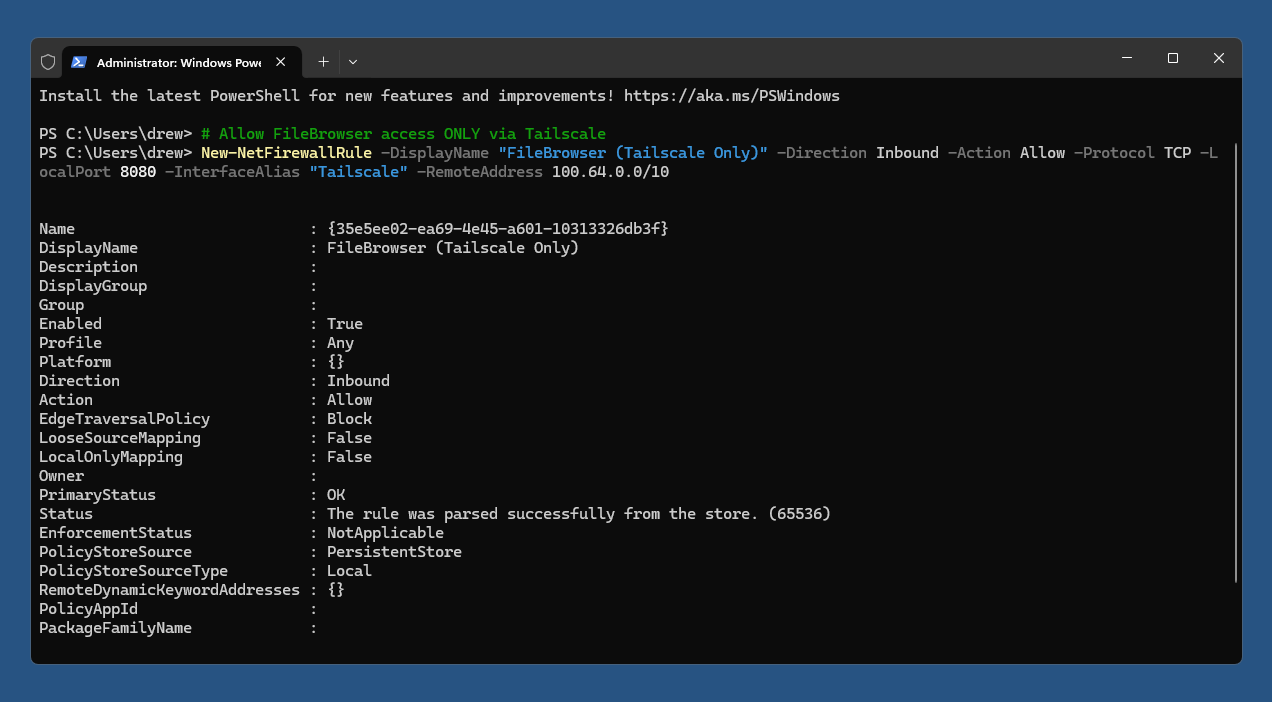 Administrator: Windows Powe
Install the latest PowerShell for new features and improvements! https://aka.ms/PSWindows
PS C:\Users\drew> # Allow FileBrowser access ONLY via Tailscale
PS C:\Users\drew> New-NetFirewallRule -DisplayName "FileBrowser (Tailscale Only)" -Direction Inbound -Action Allow -Protocol TCP -L
ocalPort 8080 -InterfaceAlias "Tailscale" -RemoteAddress 100.64.0.0/10
Name : {35e5ee02-ea69-4e45-a601-10313326db3f}
DisplayName : FileBrowser (Tailscale Only)
Description :
DisplayGroup :
Group :
Enabled : True
Profile : Any
Platform : {}
Direction : Inbound
Action : Allow
EdgeTraversalPolicy : Block
LooseSourceMapping : False
LocalOnlyMapping : False
Owner :
PrimaryStatus : OK
Status : The rule was parsed successfully from the store. (65536)
EnforcementStatus : NotApplicable
PolicyStoreSource : PersistentStore
PolicyStoreSourceType : Local
RemoteDynamicKeywordAddresses : {}
PolicyAppId :
PackageFamilyName :